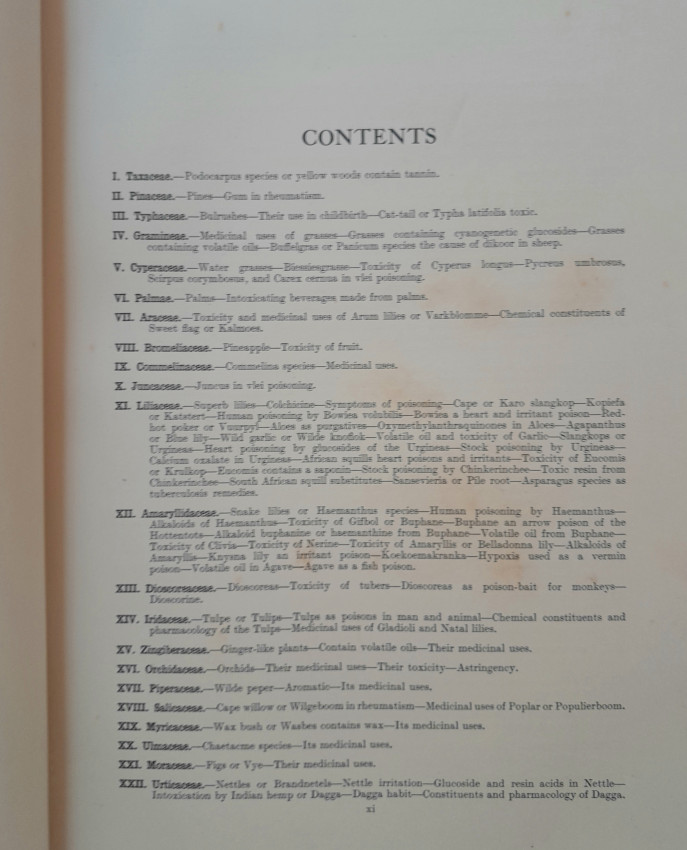 CONTENTS
I. Taxaceae.—Podocarpus species or yellow woods contain tannin.
II. Pinaceae.—Pines—Gum in rheumatism.
III. Typhaceae.—Bulrushes—Their use in childbirth—Cat-tail or Typha latifolia toxic.
IV. Gramineae.—Medicinal uses of grasses—Grasses containing cyanogenetic glucosides—Grasses
containing volatile oils—Buffelgras or Panicum species the cause of dikoor in sheep.
V. Cyperaceae.—Water grasses—Biesiesgrasse—Toxicity of Cyperus longus—Pycreus umbrosus,
Scirpus corymbosus, and Carex cernua in vlei poisoning.
VI. Palmae.—Palms—Intoxicating beverages made from palms.
VII. Araceae.—Toxicity and medicinal uses of Arum lilies or Varkblomme—Chemical constituents of
Sweet flag or Kalmoes.
VIII. Bromeliaceae.—Pineapple—Toxicity of fruit.
IX. Commelinaceae.—Commelina species—Medicinal uses.
X. Juncaceae.—Juncus in vlei poisoning.
XI. Liliaceae.—Superb lilies—Colchicine—Symptoms of poisoning—Cape or Karo slangkop—Kopiefa
or Katstert—Human poisoning by Bowiea volubilis—Bowiea a heart and irritant poison—Red-
hot poker or Vuurpyl—Aloes as purgatives—Oxymethylanthraquinones in Aloes—Agapanthus
or Blue lily—Wild garlic or Wilde knoflok—Volatile oil and toxicity of Garlic—Slangkops or
Urgineas—Heart poisoning by glucosides of the Urgineas—Stock poisoning by Urgineas—
Calcium oxalate in Urgineas—African squills heart poisons and irritants—Toxicity of Eucomis
or Krulkop—Eucomis contains a saponin—Stock poisoning by Chinkerinchee—Toxic resin from
Chinkerinchee—South African squill substitutes—Sansevieria or Pile root—Asparagus species as
tuberculosis remedies.
XII. Amaryllidaceae.—Snake lilies or Haemanthus species—Human poisoning by Haemanthus—
Alkaloids of Haemanthus—Toxicity of Gifbol or Buphane—Buphane an arrow poison of the
Hottentots—Alkaloid buphanine or haemanthine from Buphane—Volatile oil from Buphane—
Toxicity of Clivia—Toxicity of Nerine—Toxicity of Amaryllis or Belladonna lily—Alkaloids of
Amaryllis—Knysna lily an irritant poison—Koekoemakranka—Hypoxis used as a vermin
poison—Volatile oil in Agave—Agave as a fish poison.
XIII. Dioscoreaceae.—Dioscoreas—Toxicity of tubers—Dioscoreas as poison-bait for monkeys—
Dioscorine.
XIV. Iridaceae.—Tulpe or Tulips—Tulps as poisons in man and animal—Chemical constituents and
pharmacology of the Tulps—Medicinal uses of Gladioli and Natal lilies.
XV. Zingiberaceae.—Ginger-like plants—Contain volatile oils—Their medicinal uses.
XVI. Orchidaceae.—Orchids—Their medicinal uses—Their toxicity—Astringency.
XVII. Piperaceae.—Wilde peper—Aromatic—Its medicinal uses.
XVIII. Salicaceae.—Cape willow or Wilgeboom in rheumatism—Medicinal uses of Poplar or Populierboom.
XIX. Myricaceae.—Wax bush or Wasbes contains wax—Its medicinal uses.
XX. Ulmaceae.—Chaetacme species—Its medicinal uses.
XXI. Moraceae.—Figs or Vye—Their medicinal uses.
XXII. Urticaceae.—Nettles or Brandnetels—Nettle irritation—Glucoside and resin acids in Nettle—
Intoxication by Indian hemp or Dagga—Dagga habit—Constituents and pharmacology of Dagga.
xi